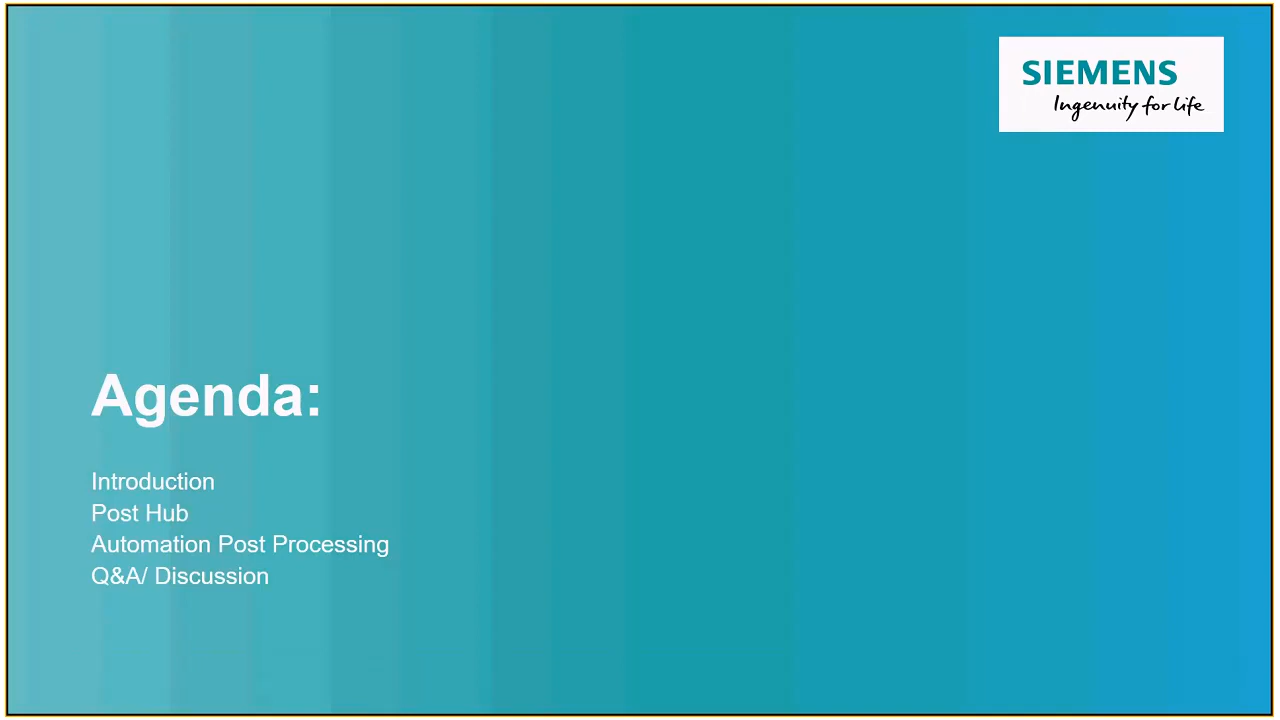 SIEMENS
Ingenuity for life
Agenda:
Introduction
Post Hub
Automation Post Processing
Q&A/ Discussion